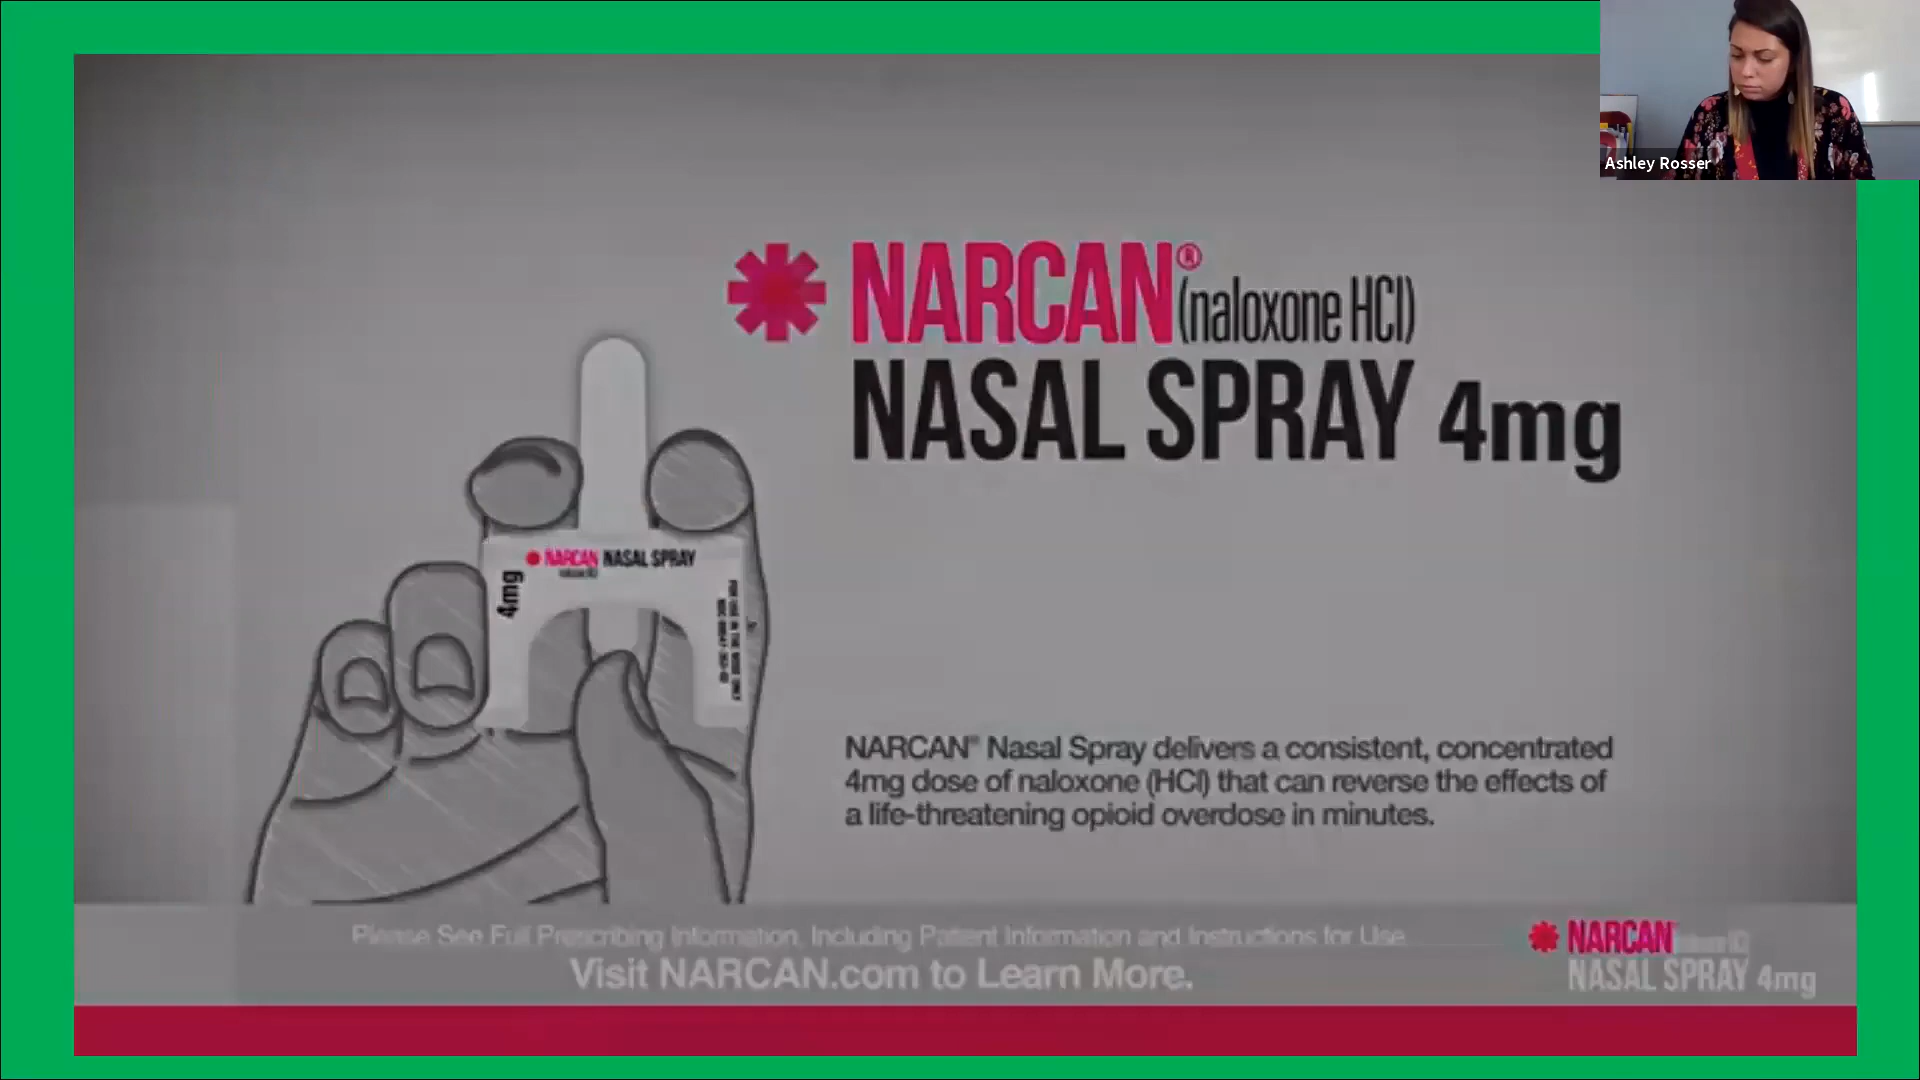 Ashley Rosser
NARCAN®
(naloxone HCl)
NASAL SPRAY 4mg
NARCAN NASAL SPRAY
4mg
NARCAN® Nasal Spray delivers a consistent, concentrated
4mg dose of naloxone (HCl) that can reverse the effects of
a life-threatening opioid overdose in minutes.
Please See Full Prescribing Information, Including Patient Information and Instructions for Use.
Visit NARCAN.com to Learn More.
NARCAN
NASAL SPRAY 4mg